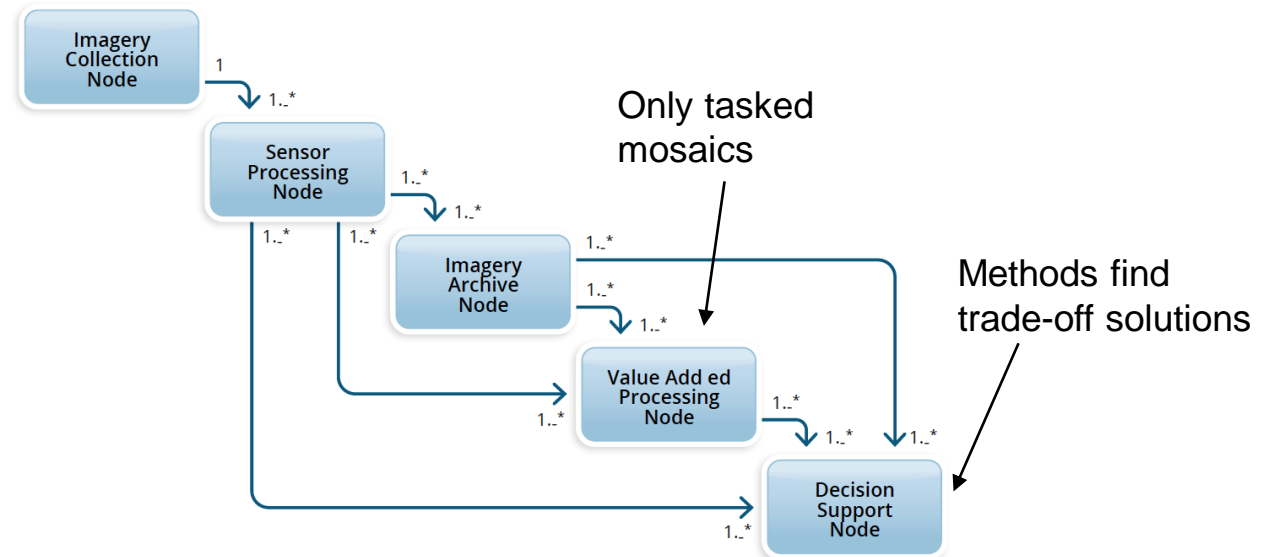 Imagery
Collection
Node
1
1..*
Sensor
Processing
Node
1..*
1..*
1..*
1..*
Only tasked
mosaics
Imagery
Archive
Node
1..*
1..*
1..*
Methods find
trade-off solutions
Value Add ed
Processing
Node
1..*
1..*
1..*
1..*
Decision
Support
Node
1..*